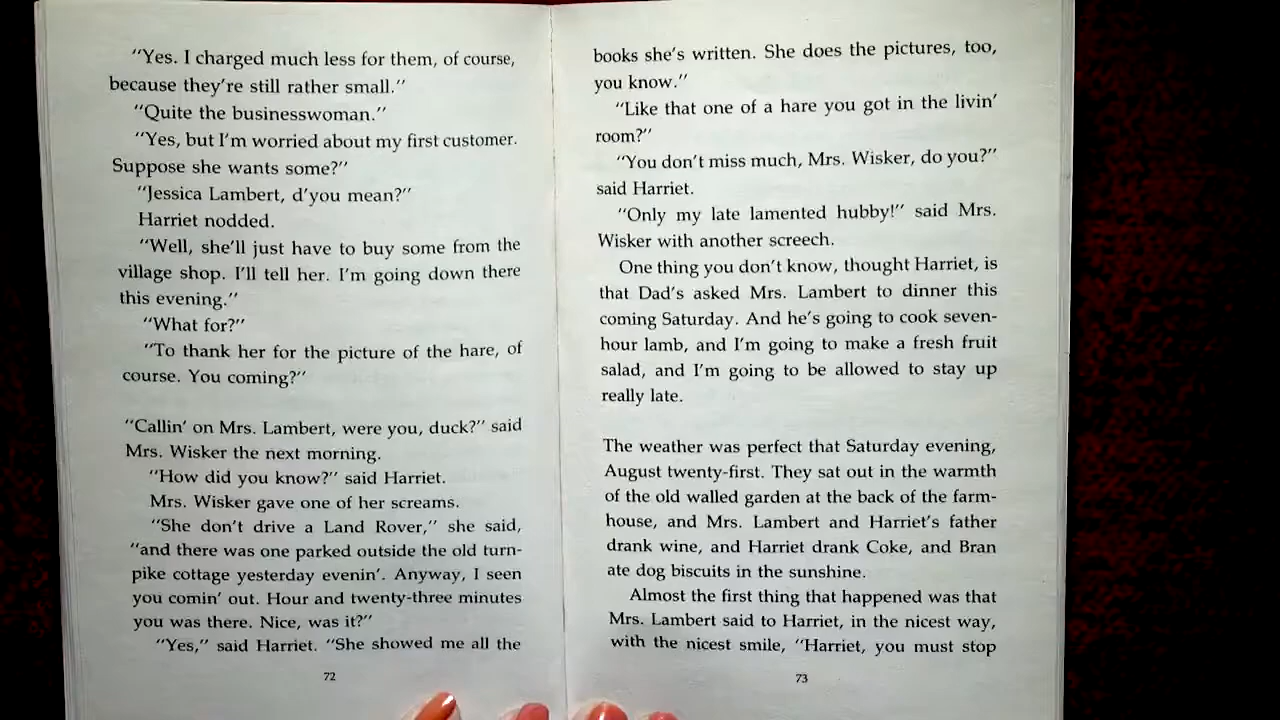 "Yes. I charged much less for them, of course,
because they're still rather small."
"Quite the businesswoman."
"Yes, but I'm worried about my first customer.
Suppose she wants some?"
"Jessica Lambert, d'you mean?"
Harriet nodded.
"Well, she'll just have to buy some from the
village shop. I'll tell her. I'm going down there
this evening."
"What for?"
"To thank her for the picture of the hare, of
course. You coming?"
"Callin' on Mrs. Lambert, were you, duck?" said
Mrs. Wisker the next morning.
"How did you know?" said Harriet.
Mrs. Wisker gave one of her screams.
"She don't drive a Land Rover," she said,
"and there was one parked outside the old turn-
pike cottage yesterday evenin'. Anyway, I seen
you comin' out. Hour and twenty-three minutes
you was there. Nice, was it?"
"Yes," said Harriet. "She showed me all the
72
books she's written. She does the pictures, too,
you know."
"Like that one of a hare you got in the livin'
room?"
"You don't miss much, Mrs. Wisker, do you?"
said Harriet.
"Only my late lamented hubby!" said Mrs.
Wisker with another screech.
One thing you don't know, thought Harriet, is
that Dad's asked Mrs. Lambert to dinner this
coming Saturday. And he's going to cook seven-
hour lamb, and I'm going to make a fresh fruit
salad, and I'm going to be allowed to stay up
really late.
The weather was perfect that Saturday evening,
August twenty-first. They sat out in the warmth
of the old walled garden at the back of the farm-
house, and Mrs. Lambert and Harriet's father
drank wine, and Harriet drank Coke, and Bran
ate dog biscuits in the sunshine.
Almost the first thing that happened was that
Mrs. Lambert said to Harriet, in the nicest way,
with the nicest smile, "Harriet, you must stop
73